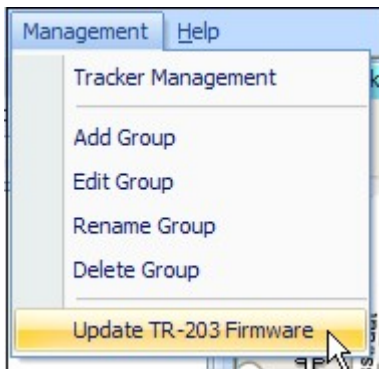 Management Help
Tracker Management
Add Group
Edit Group
Rename Group
Delete Group
Update TR-203 Firmware